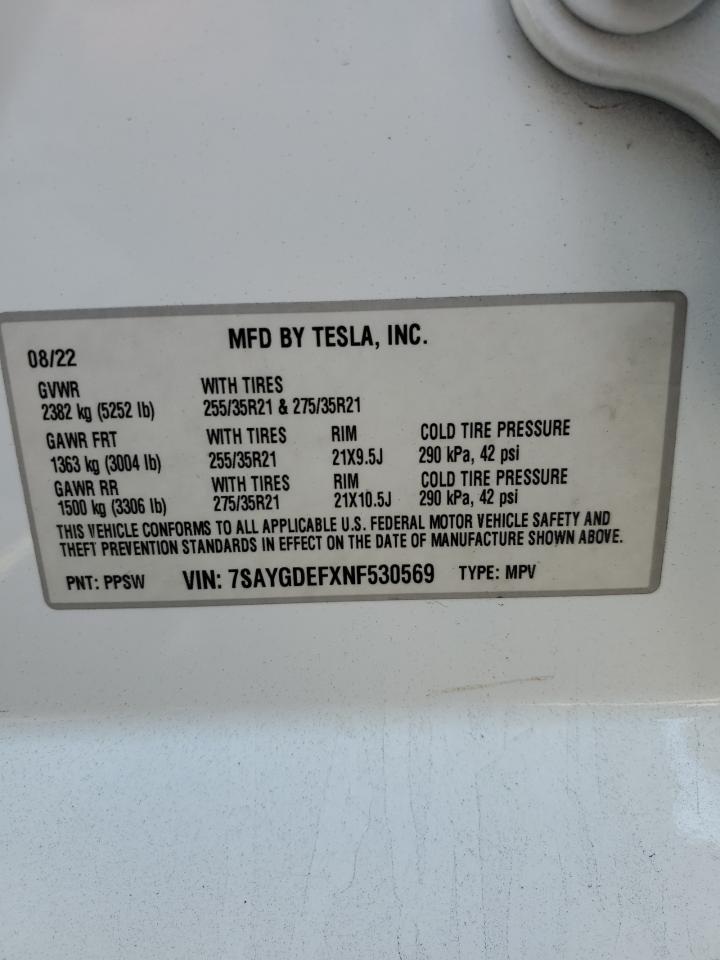 MFD BY TESLA, INC.
08/22
GVWR WITH TIRES
2382 kg (5252 lb) 255/35R21 & 275/35R21
GAWR FRT WITH TIRES RIM COLD TIRE PRESSURE
1363 kg (3004 lb) 255/35R21 21X9.5J 290 kPa, 42 psi
GAWR RR WITH TIRES RIM COLD TIRE PRESSURE
1500 kg (3306 lb) 275/35R21 21X10.5J 290 kPa, 42 psi
THIS VEHICLE CONFORMS TO ALL APPLICABLE U.S. FEDERAL MOTOR VEHICLE SAFETY AND
THEFT PREVENTION STANDARDS IN EFFECT ON THE DATE OF MANUFACTURE SHOWN ABOVE.
PNT: PPSW VIN: 7SAYGDEFXNF530569 TYPE: MPV